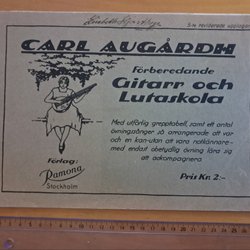 5-te reviderade upplagan
CARL AUGÅRDH
Förberedande
Gitarr och
Lutaskola
Med utförlig grepptabell, samt ett antal
övningssånger så arrangerade att var
och en kan utan att vara notkännare
med endast obetydlig övning lära sig
att ackompagnera
Förlag:
Ramona
Stockholm
Pris Kr. 2:-